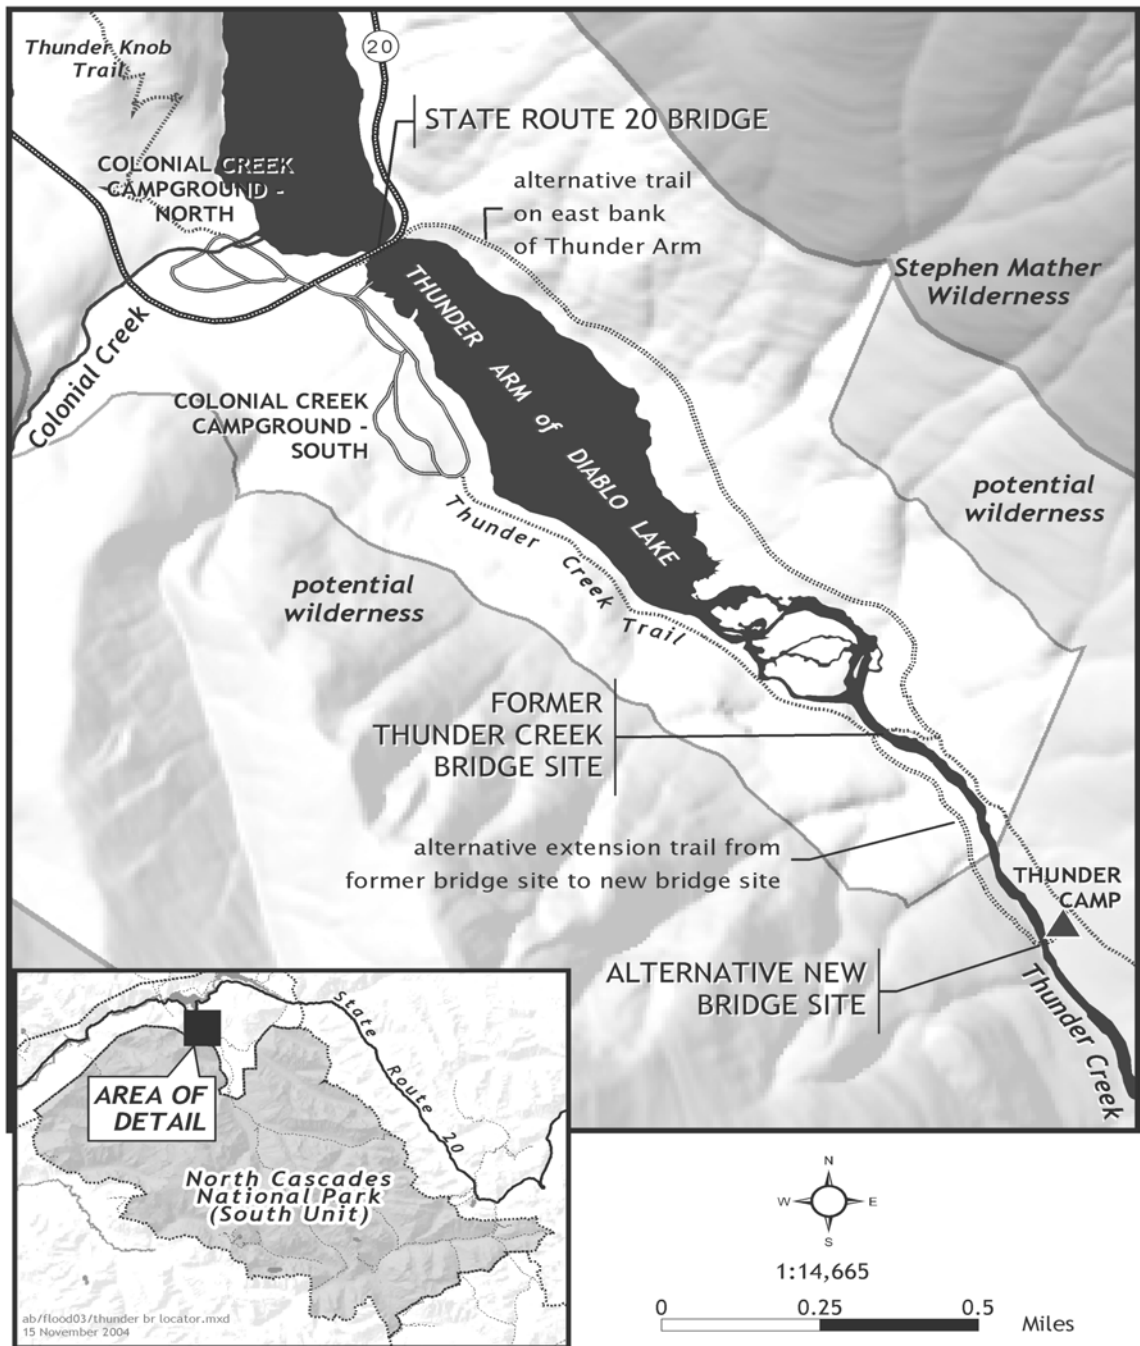 Thunder Knob
Trail
20
STATE ROUTE 20 BRIDGE
COLONIAL CREEK
CAMPGROUND -
NORTH
alternative trail
on east bank
of Thunder Arm
Stephen Mather
Wilderness
Colonial Creek
THUNDER ARM of DIABLO LAKE
COLONIAL CREEK
CAMPGROUND -
SOUTH
potential
wilderness
Thunder Creek Trail
potential
wilderness
FORMER
THUNDER CREEK
BRIDGE SITE
alternative extension trail from
former bridge site to new bridge site
THUNDER
CAMP
ALTERNATIVE NEW
BRIDGE SITE
Thunder Creek
State Route 20
AREA OF
DETAIL
North Cascades
National Park
(South Unit)
ab/flood03/thunder br locator.mxd
15 November 2004
N
W E
S
1:14,665
0 0.25 0.5
Miles